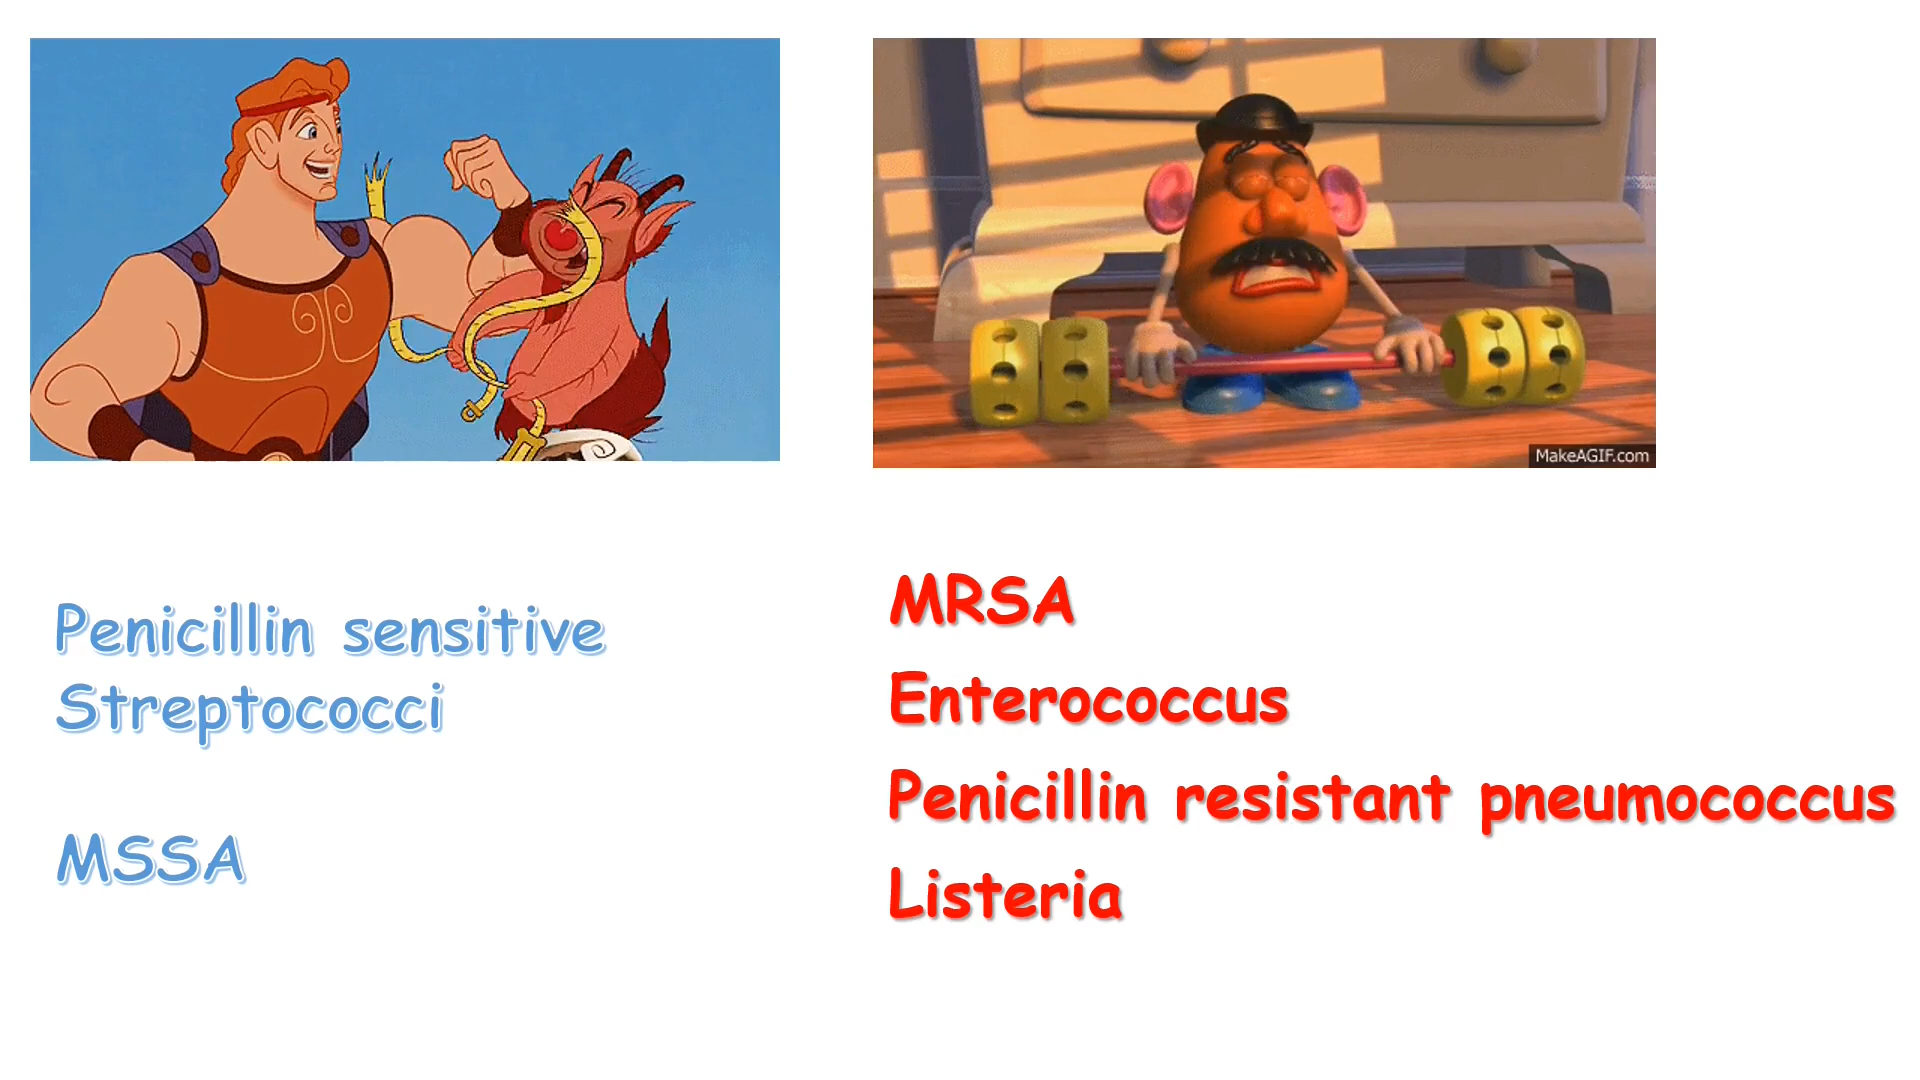 MakeAGIF.com
Penicillin sensitive
Streptococci
MSSA
MRSA
Enterococcus
Penicillin resistant pneumococcus
Listeria